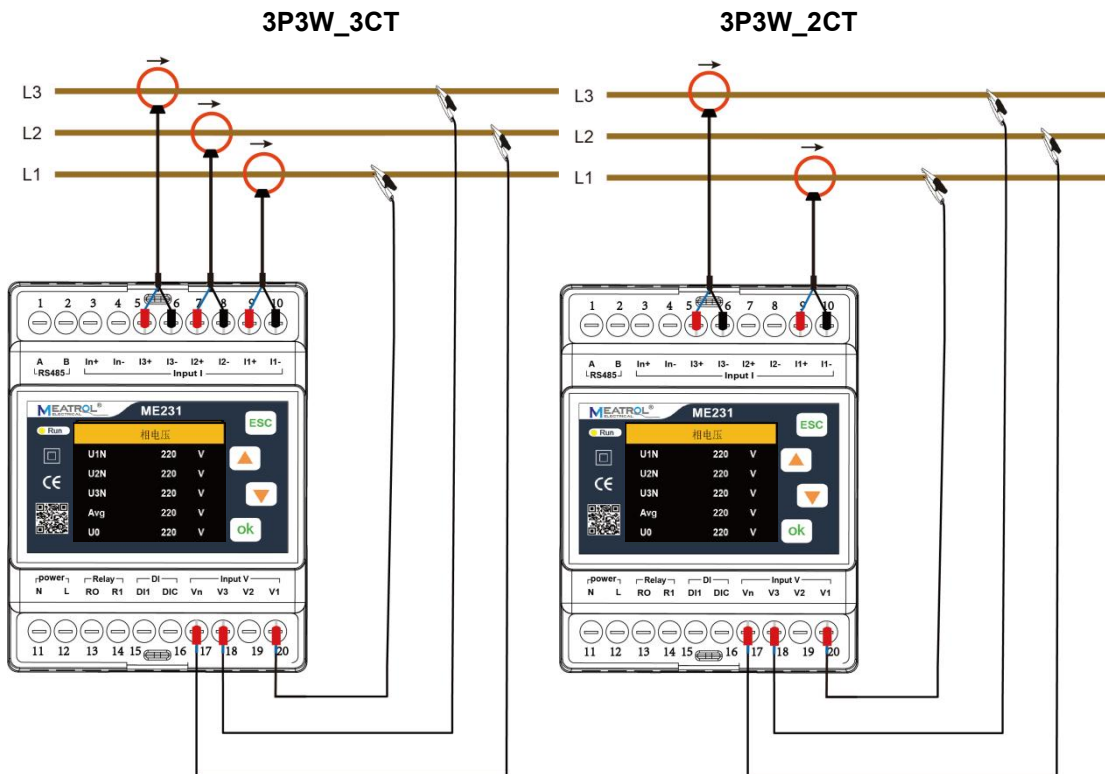 3P3W_3CT
L3
L2
L1
1 2 3 4 5 6 7 8 9 10
A B In+ In- I3+ I3- I2+ I2- I1+ I1-
RS485 Input I
MEATROL®
ELECTRICAL
ME231
Run
ESC
相电压
U1N 220 V
U2N 220 V
U3N 220 V
Avg 220 V
U0 220 V
CE
ok
power Relay DI Input V
N L RO R1 DI1 DIC Vn V3 V2 V1
11 12 13 14 15 16 17 18 19 20
3P3W_2CT
L3
L2
L1
1 2 3 4 5 6 7 8 9 10
A B In+ In- I3+ I3- I2+ I2- I1+ I1-
RS485 Input I
MEATROL®
ELECTRICAL
ME231
Run
ESC
相电压
U1N 220 V
U2N 220 V
U3N 220 V
Avg 220 V
U0 220 V
CE
ok
power Relay DI Input V
N L RO R1 DI1 DIC Vn V3 V2 V1
11 12 13 14 15 16 17 18 19 20